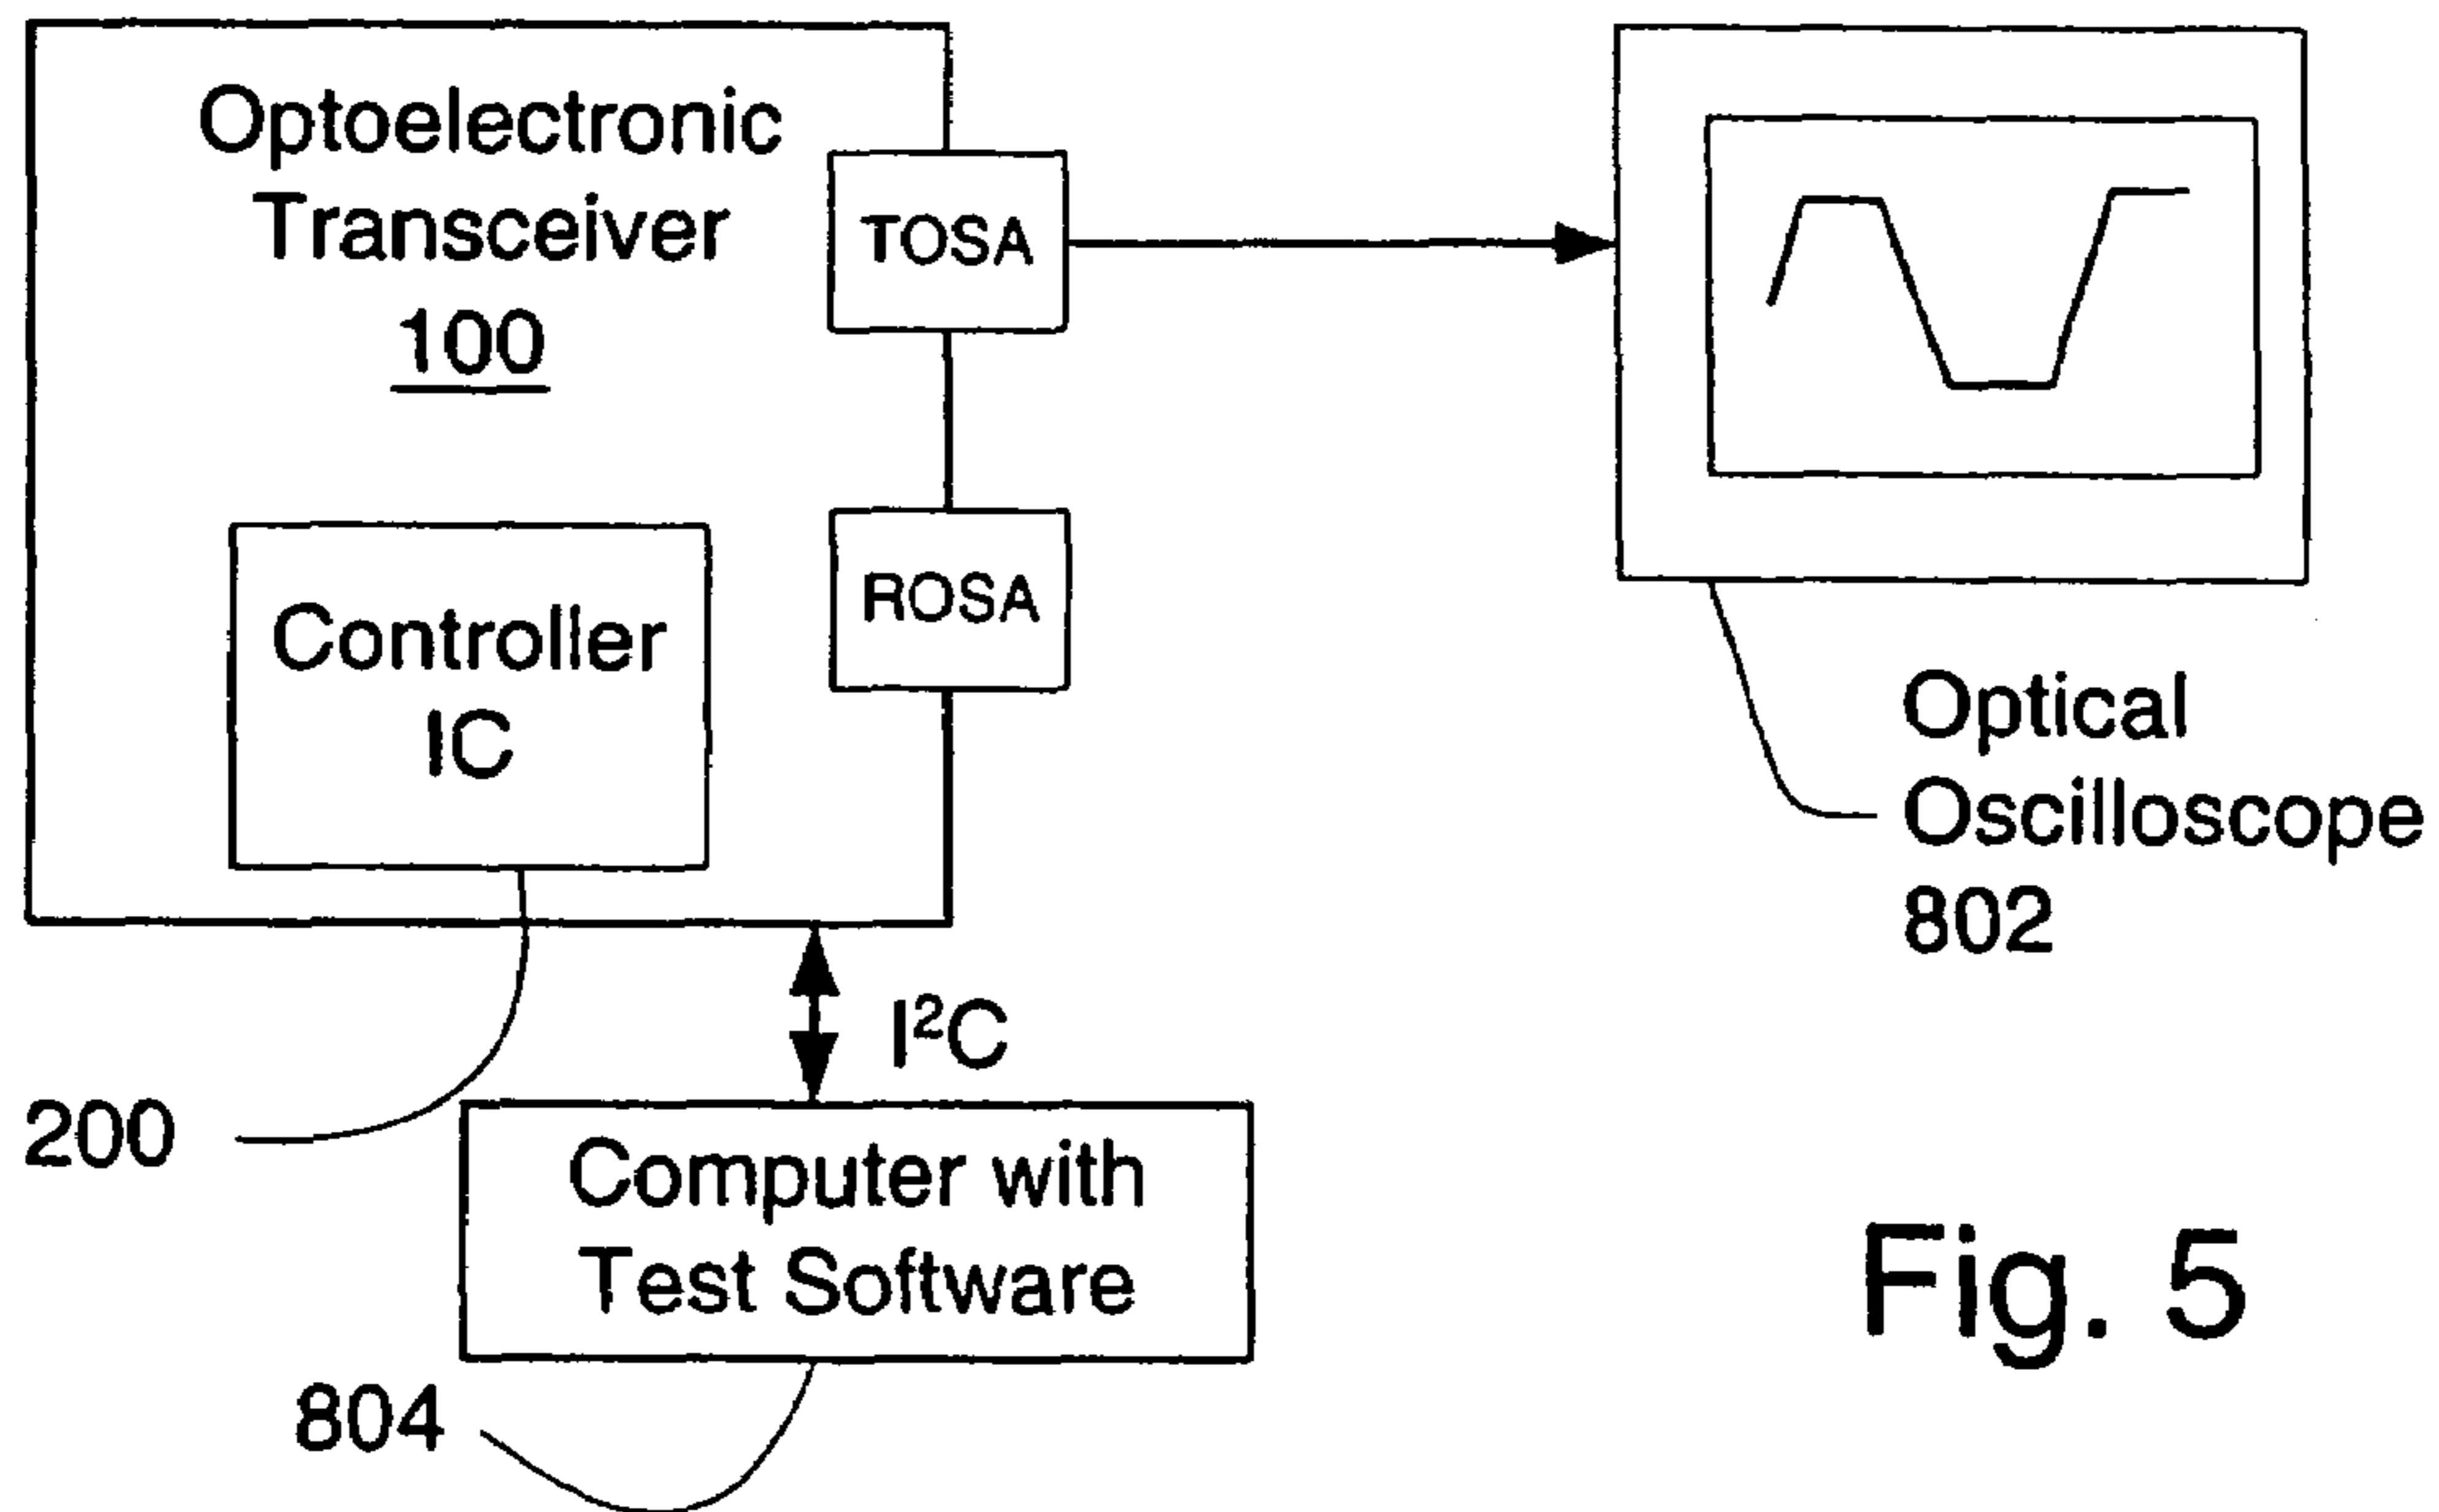 Optoelectronic
Transceiver
100
TOSA
ROSA
Controller
IC
Optical
Oscilloscope
802
I²C
200
Computer with
Test Software
804
Fig. 5